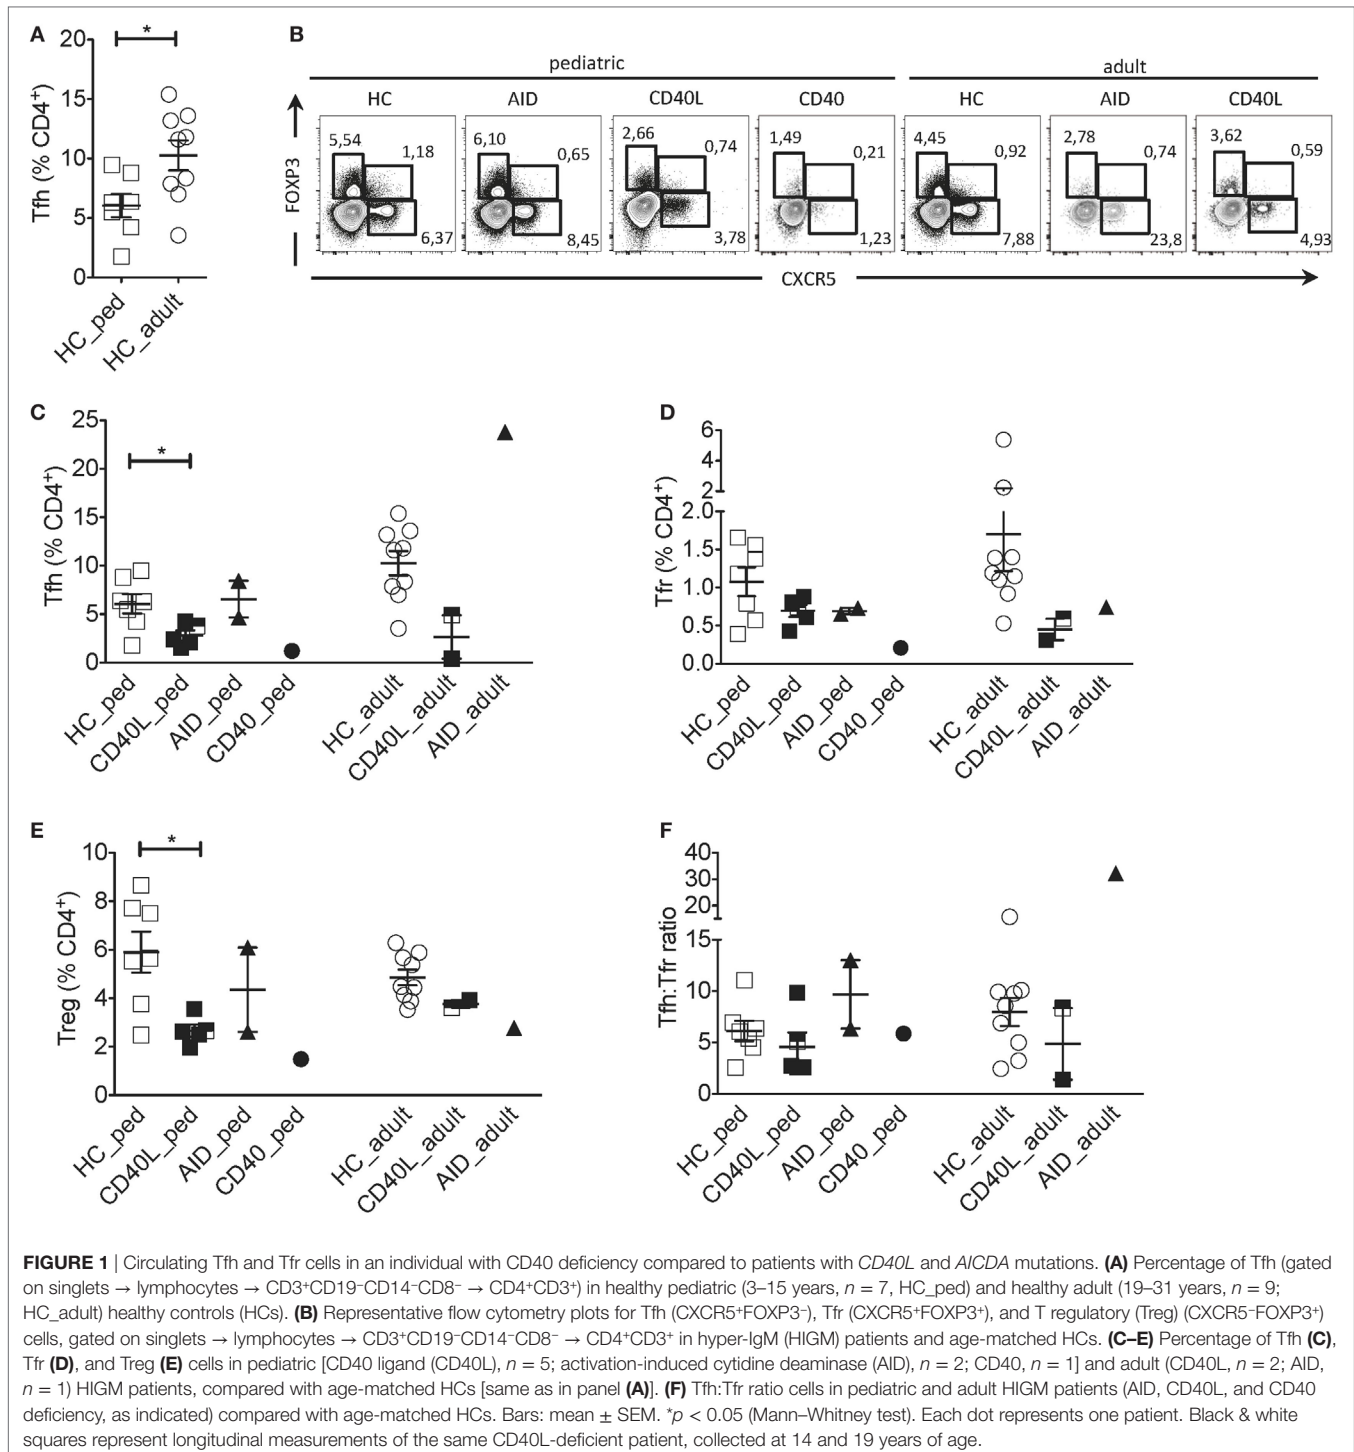 A
20
15
10
5
0
Tfh (% CD4⁺)
*
HC_ped
HC_adult
B
pediatric
adult
HC
AID
CD40L
CD40
HC
AID
CD40L
FOXP3
5,54
1,18
6,37
6,10
0,65
8,45
2,66
0,74
3,78
1,49
0,21
1,23
4,45
0,92
7,88
2,78
0,74
23,8
3,62
0,59
4,93
CXCR5
C
25
20
15
10
5
0
Tfh (% CD4⁺)
*
HC_ped
CD40L_ped
AID_ped
CD40_ped
HC_adult
CD40L_adult
AID_adult
D
6
4
2
2.0
1.5
1.0
0.5
0.0
Tfr (% CD4⁺)
HC_ped
CD40L_ped
AID_ped
CD40_ped
HC_adult
CD40L_adult
AID_adult
E
10
8
6
4
2
0
Treg (% CD4⁺)
*
HC_ped
CD40L_ped
AID_ped
CD40_ped
HC_adult
CD40L_adult
AID_adult
F
40
30
20
15
10
5
0
Tfh:Tfr ratio
HC_ped
CD40L_ped
AID_ped
CD40_ped
HC_adult
CD40L_adult
AID_adult
FIGURE 1 | Circulating Tfh and Tfr cells in an individual with CD40 deficiency compared to patients with CD40L and AICDA mutations. (A) Percentage of Tfh (gated
on singlets → lymphocytes → CD3⁺CD19⁻CD14⁻CD8⁻ → CD4⁺CD3⁺) in healthy pediatric (3–15 years, n = 7, HC_ped) and healthy adult (19–31 years, n = 9;
HC_adult) healthy controls (HCs). (B) Representative flow cytometry plots for Tfh (CXCR5⁺FOXP3⁻), Tfr (CXCR5⁺FOXP3⁺), and T regulatory (Treg) (CXCR5⁻FOXP3⁺)
cells, gated on singlets → lymphocytes → CD3⁺CD19⁻CD14⁻CD8⁻ → CD4⁺CD3⁺ in hyper-IgM (HIGM) patients and age-matched HCs. (C–E) Percentage of Tfh (C),
Tfr (D), and Treg (E) cells in pediatric [CD40 ligand (CD40L), n = 5; activation-induced cytidine deaminase (AID), n = 2; CD40, n = 1] and adult (CD40L, n = 2; AID,
n = 1) HIGM patients, compared with age-matched HCs [same as in panel (A)]. (F) Tfh:Tfr ratio cells in pediatric and adult HIGM patients (AID, CD40L, and CD40
deficiency, as indicated) compared with age-matched HCs. Bars: mean ± SEM. *p < 0.05 (Mann–Whitney test). Each dot represents one patient. Black & white
squares represent longitudinal measurements of the same CD40L-deficient patient, collected at 14 and 19 years of age.